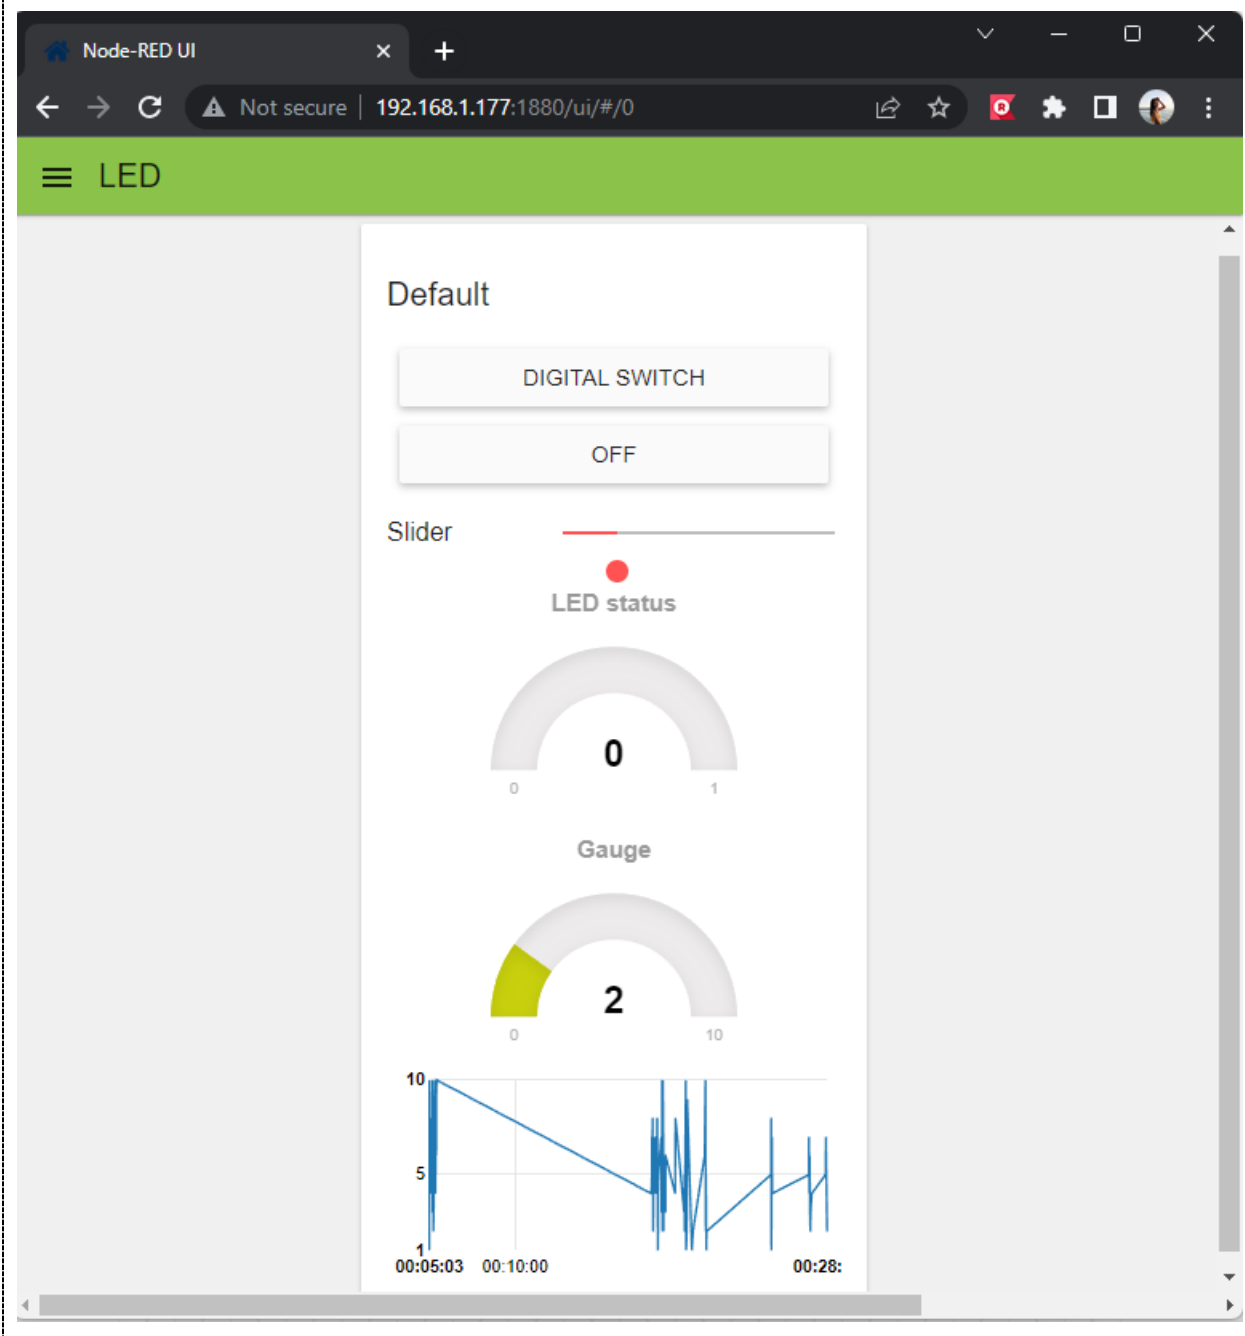 Node-RED UI
Not secure | 192.168.1.177:1880/ui/#/0
LED
Default
DIGITAL SWITCH
OFF
Slider
LED status
0
0 1
Gauge
2
0 10
10
5
1
00:05:03 00:10:00 00:28: